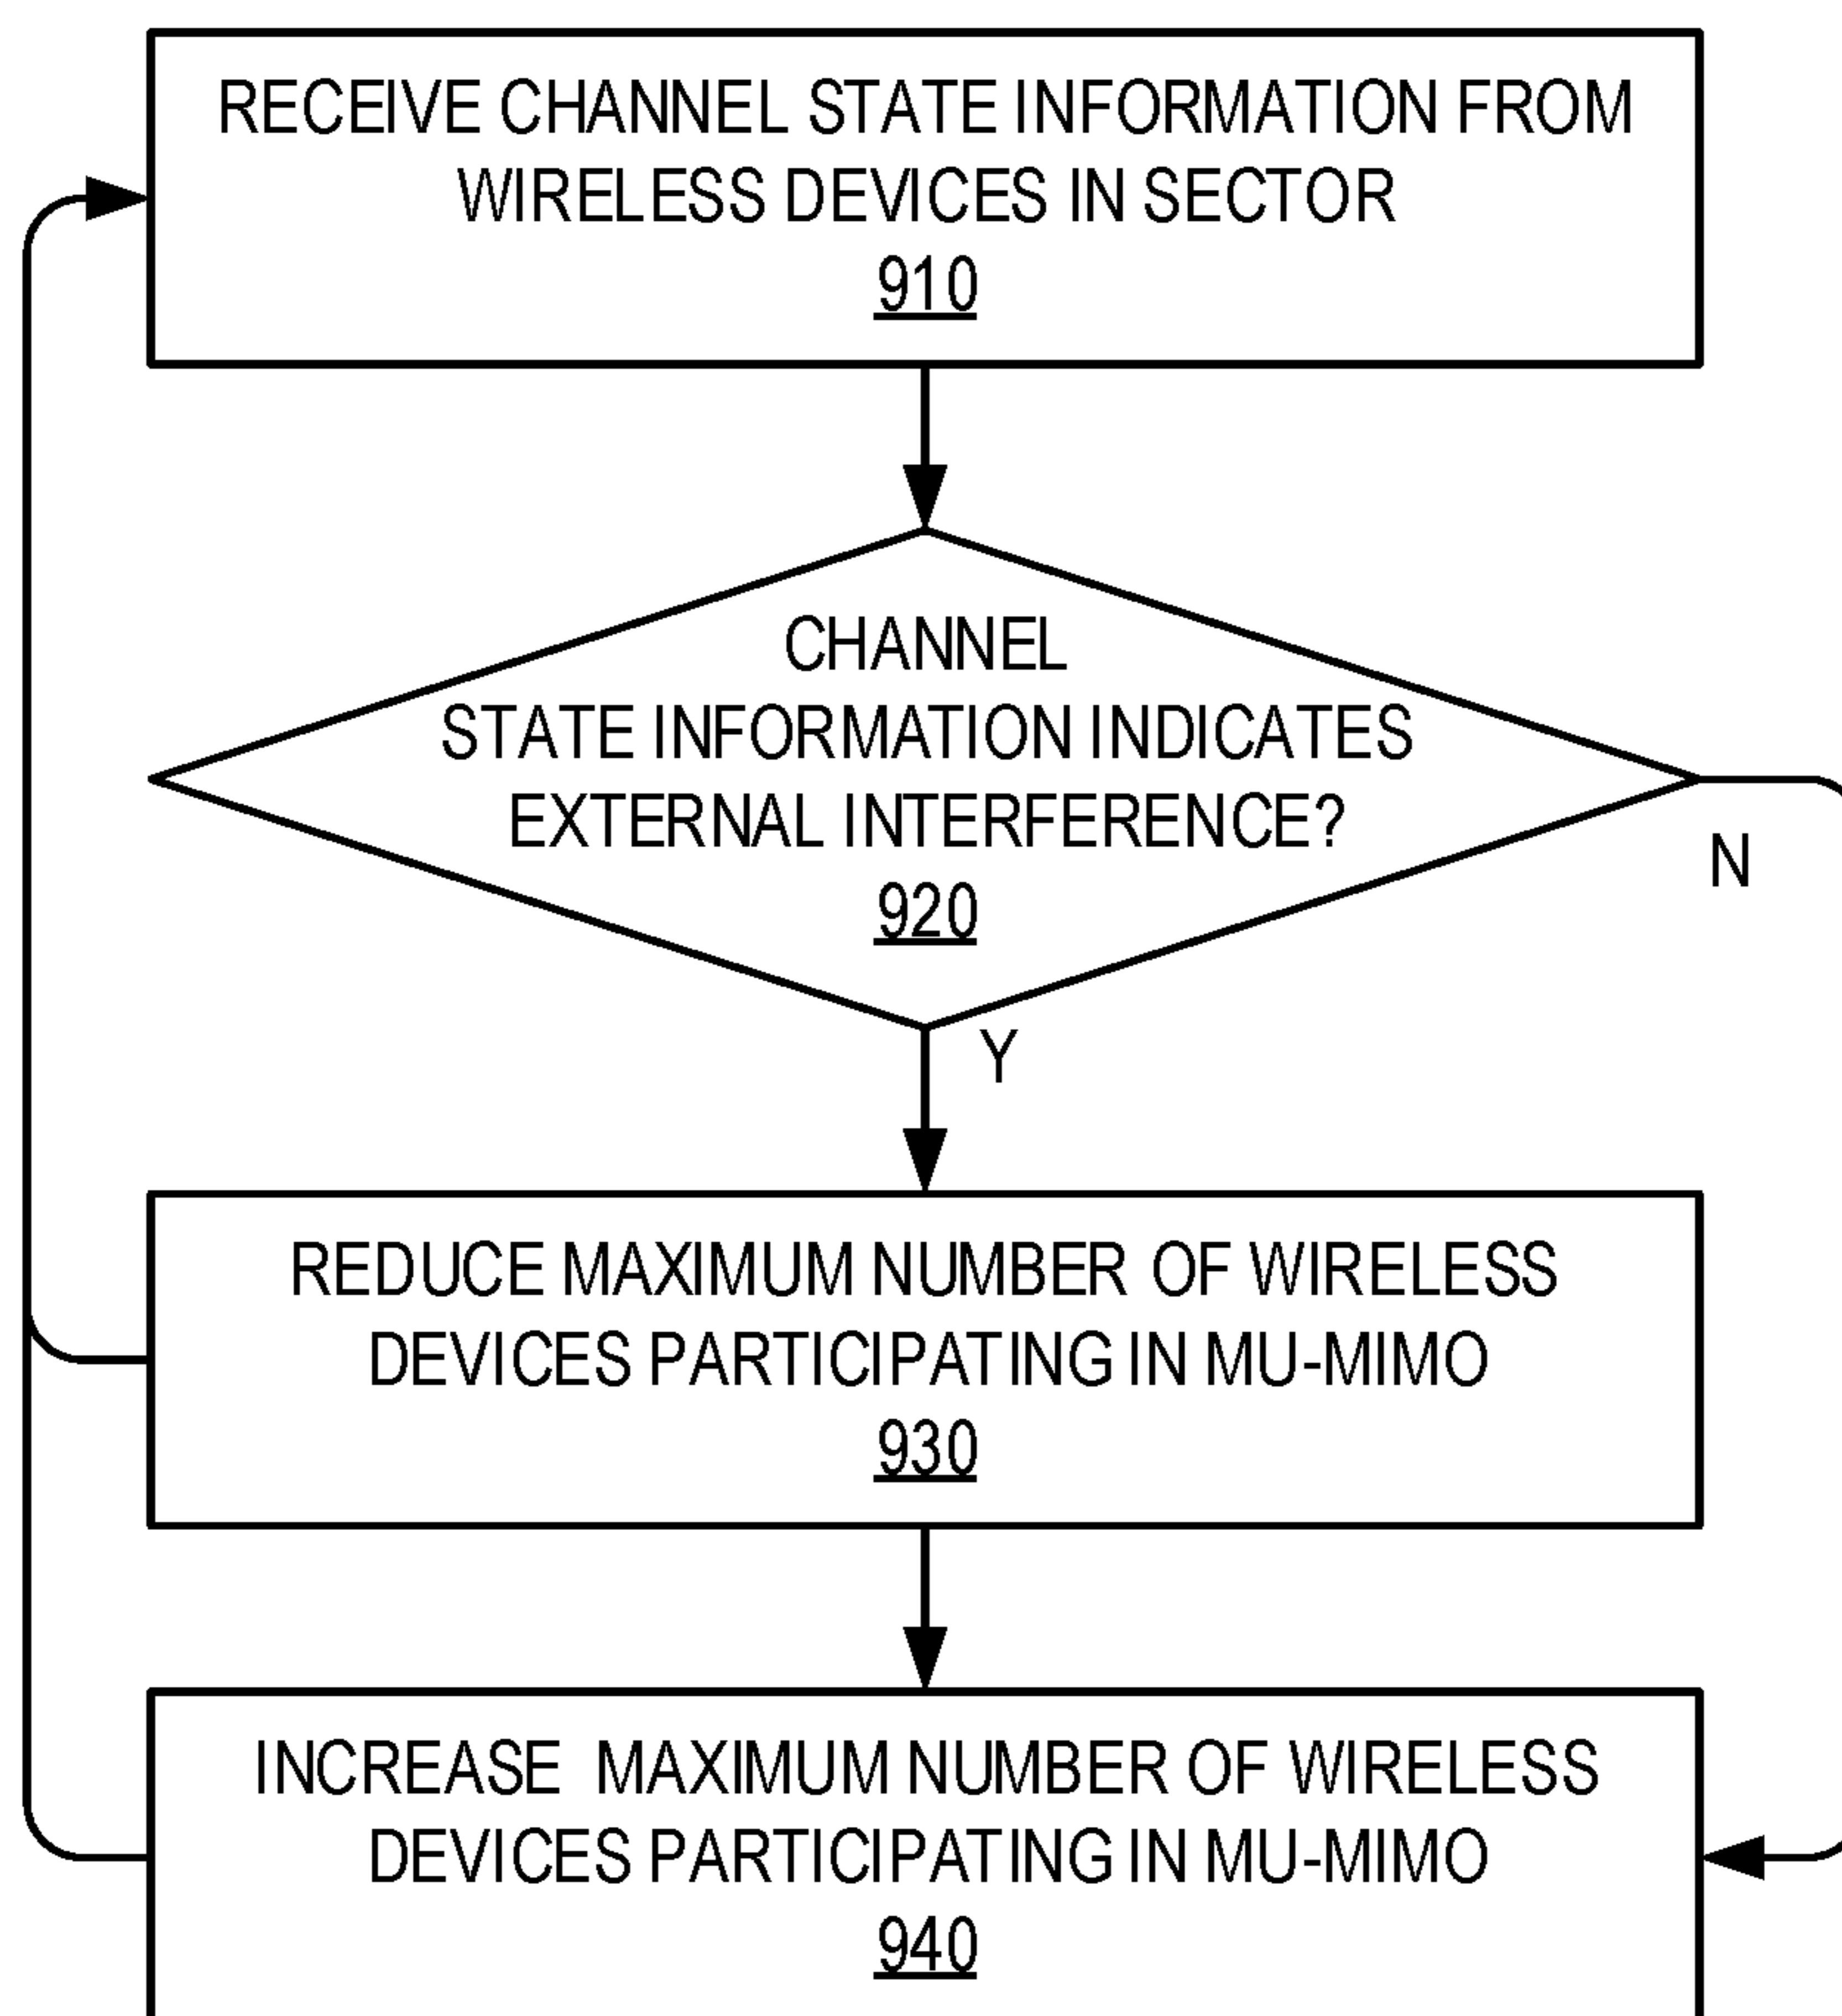 RECEIVE CHANNEL STATE INFORMATION FROM
WIRELESS DEVICES IN SECTOR
910
CHANNEL
STATE INFORMATION INDICATES
EXTERNAL INTERFERENCE?
920
N
Y
REDUCE MAXIMUM NUMBER OF WIRELESS
DEVICES PARTICIPATING IN MU-MIMO
930
INCREASE MAXIMUM NUMBER OF WIRELESS
DEVICES PARTICIPATING IN MU-MIMO
940